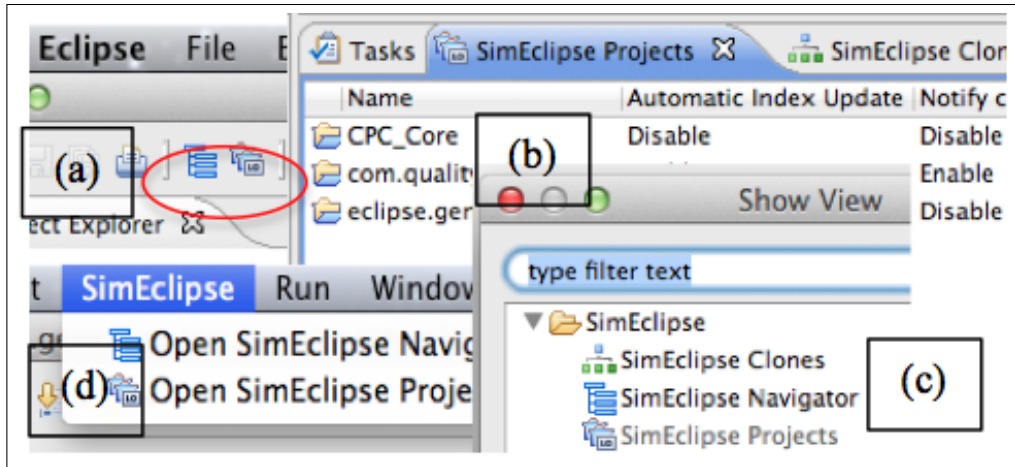 Eclipse File
(a)
ect Explorer
Tasks SimEclipse Projects SimEclipse Clon
Name Automatic Index Update Notify c
CPC_Core Disable Disable
com.quality Enable
eclipse.ger Disable
(b)
Show View
type filter text
SimEclipse
SimEclipse Clones
SimEclipse Navigator
SimEclipse Projects
(c)
t SimEclipse Run Window
Open SimEclipse Navig
Open SimEclipse Proje
(d)